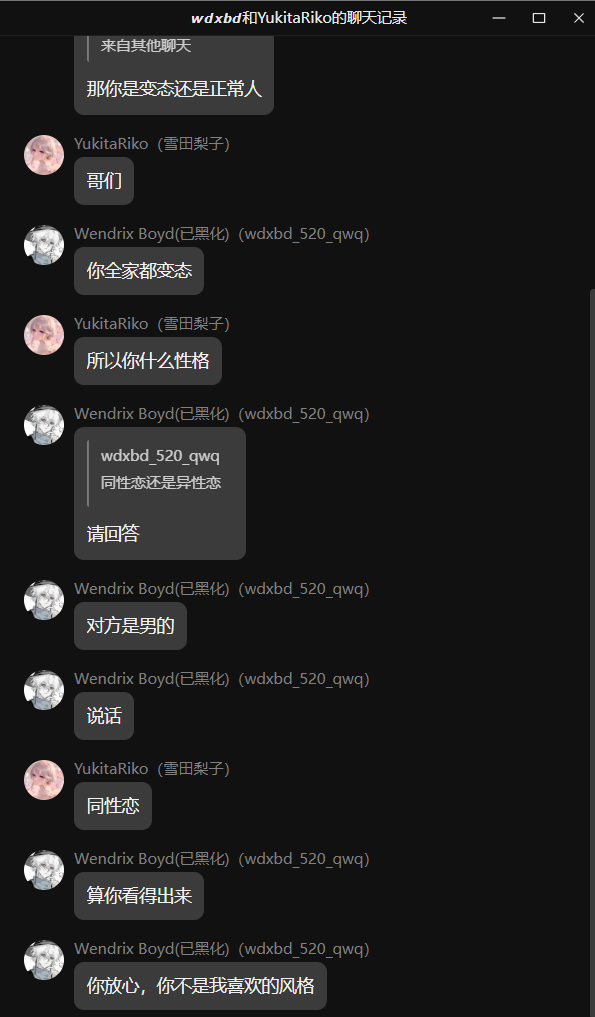 wdxbd和YukitaRiko的聊天记录
来自其他聊天
那你是变态还是正常人
YukitaRiko（雪田梨子）
哥们
Wendrix Boyd(已黑化)（wdxbd_520_qwq）
你全家都变态
YukitaRiko（雪田梨子）
所以你什么性格
Wendrix Boyd(已黑化)（wdxbd_520_qwq）
wdxbd_520_qwq
同性恋还是异性恋
请回答
Wendrix Boyd(已黑化)（wdxbd_520_qwq）
对方是男的
Wendrix Boyd(已黑化)（wdxbd_520_qwq）
说话
YukitaRiko（雪田梨子）
同性恋
Wendrix Boyd(已黑化)（wdxbd_520_qwq）
算你看得出来
Wendrix Boyd(已黑化)（wdxbd_520_qwq）
你放心，你不是我喜欢的风格